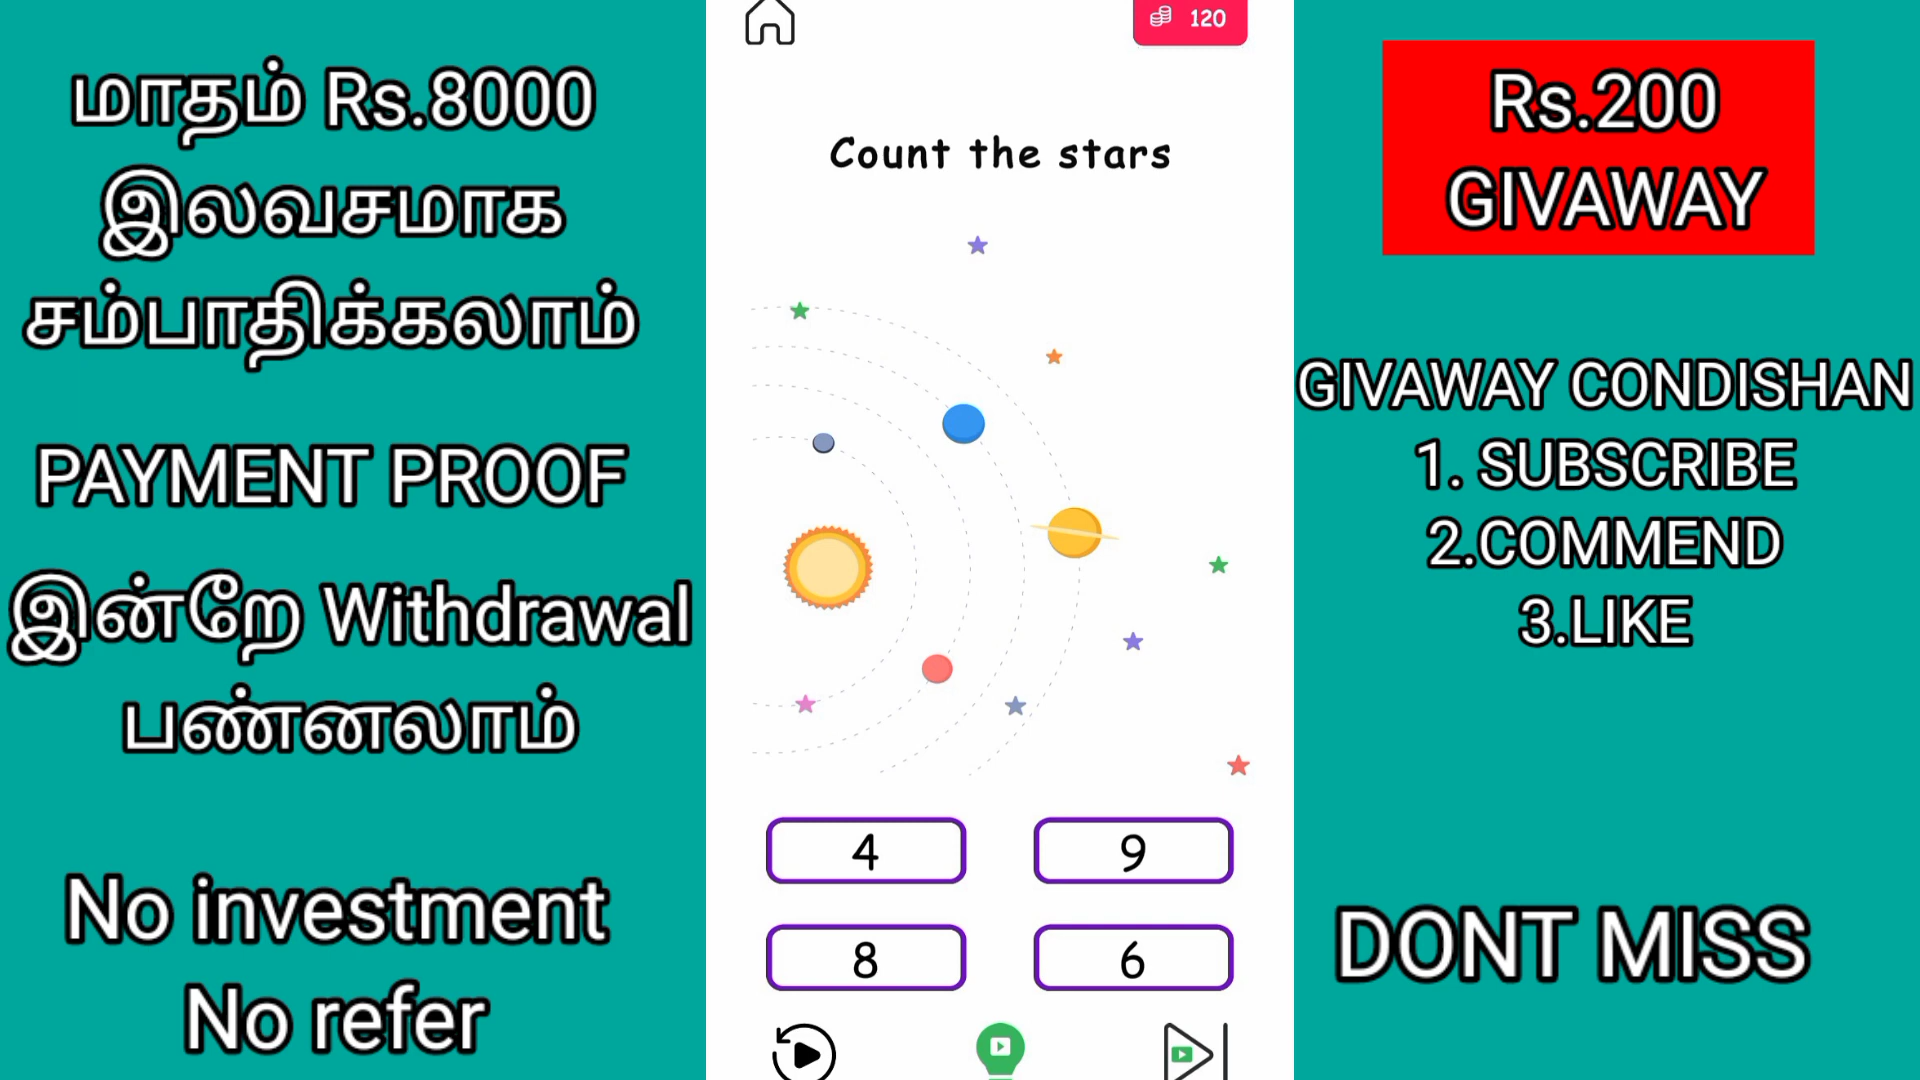 மாதம் Rs.8000
இலவசமாக
சம்பாதிக்கலாம்
PAYMENT PROOF
இன்றே Withdrawal
பண்ணலாம்
No investment
No refer
120
Count the stars
4
9
8
6
Rs.200
GIVAWAY
GIVAWAY CONDISHAN
1. SUBSCRIBE
2.COMMEND
3.LIKE
DONT MISS